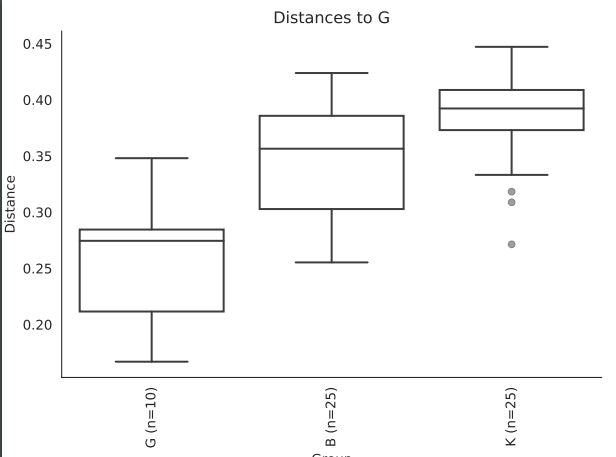 Distances to G
0.45
0.40
0.35
0.30
0.25
0.20
Distance
G (n=10)
B (n=25)
K (n=25)